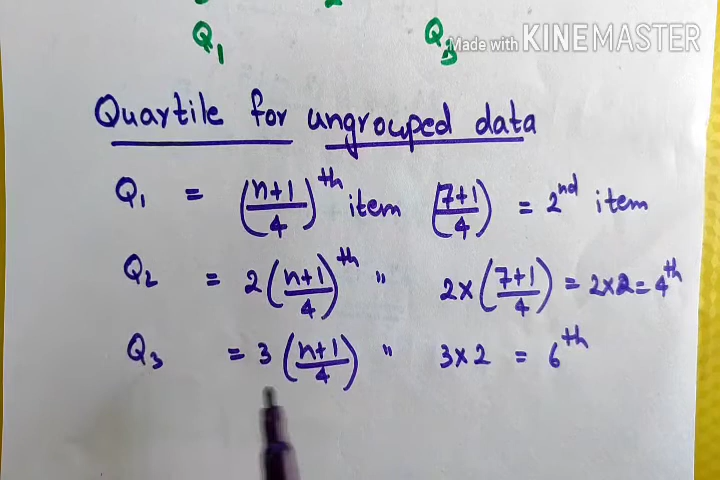 Q₁ Q₃
Made with KINEMASTER
Quartile for ungrouped data
Q₁ = (n+1/4)ᵗʰ item (7+1/4) = 2ⁿᵈ item
Q₂ = 2(n+1/4)ᵗʰ " 2×(7+1/4) = 2×2=4ᵗʰ
Q₃ = 3(n+1/4) " 3×2 = 6ᵗʰ